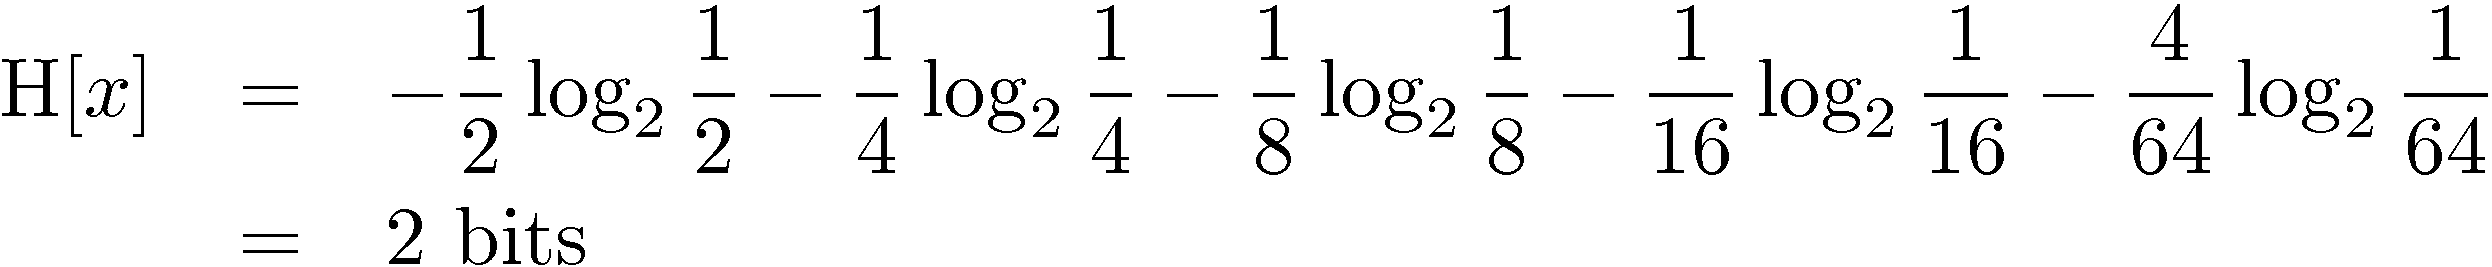 H[x] = −1/2 log₂ 1/2 − 1/4 log₂ 1/4 − 1/8 log₂ 1/8 − 1/16 log₂ 1/16 − 4/64 log₂ 1/64
= 2 bits